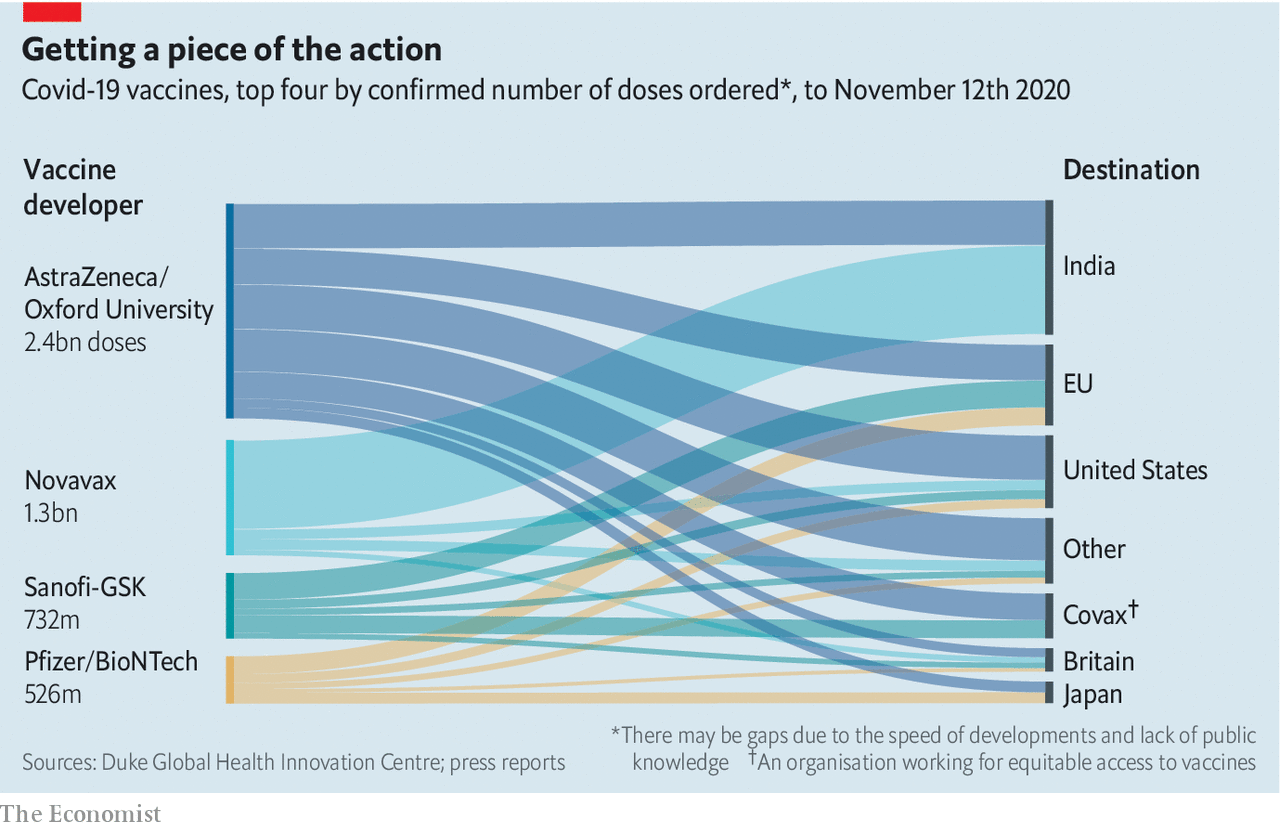 Getting a piece of the action
Covid-19 vaccines, top four by confirmed number of doses ordered*, to November 12th 2020
Vaccine
developer
AstraZeneca/
Oxford University
2.4bn doses
Novavax
1.3bn
Sanofi-GSK
732m
Pfizer/BioNTech
526m
Destination
India
EU
United States
Other
Covax†
Britain
Japan
*There may be gaps due to the speed of developments and lack of public
knowledge †An organisation working for equitable access to vaccines
Sources: Duke Global Health Innovation Centre; press reports
The Economist